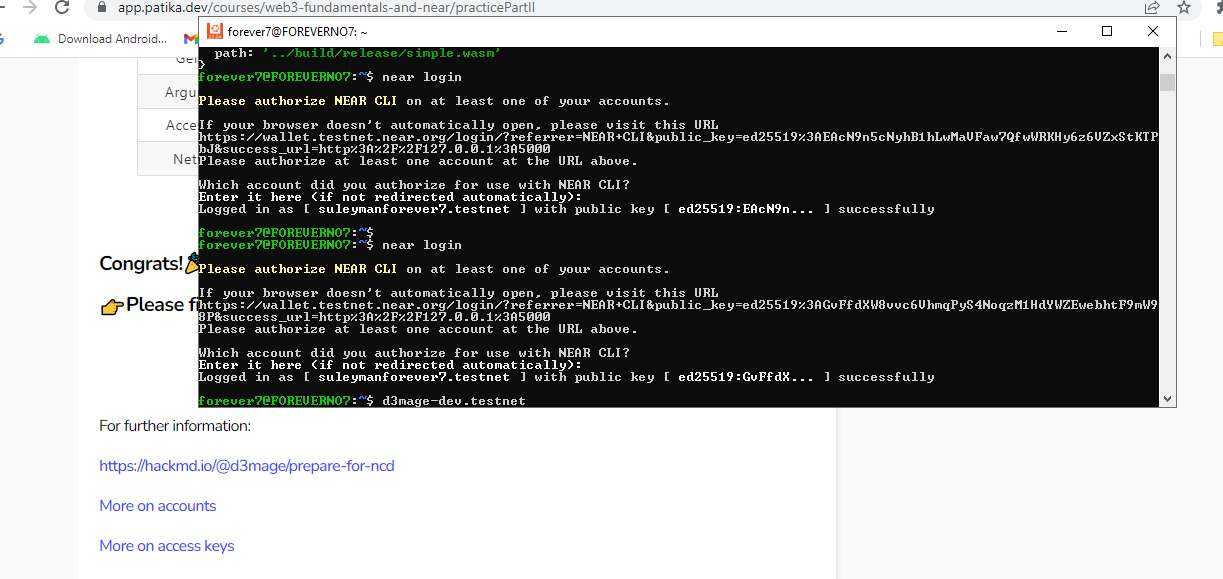 app.patika.dev/courses/web3-fundamentals-and-near/practicePartII
Download Android...
forever7@FOREVERNO7: ~
path: '../build/release/simple.wasm'
}
forever7@FOREVERNO7:~$ near login
Please authorize NEAR CLI on at least one of your accounts.
If your browser doesn't automatically open, please visit this URL
https://wallet.testnet.near.org/login/?referrer=NEAR+CLI&public_key=ed25519%3AEAcN9n5cNyhB1hLwMaVFaw7QfwWRKHy6z6VZxStKTP
bJ&success_url=http%3A%2F%2F127.0.0.1%3A5000
Please authorize at least one account at the URL above.
Which account did you authorize for use with NEAR CLI?
Enter it here (if not redirected automatically):
Logged in as [ suleymanforever7.testnet ] with public key [ ed25519:EAcN9n... ] successfully
forever7@FOREVERNO7:~$
forever7@FOREVERNO7:~$ near login
Please authorize NEAR CLI on at least one of your accounts.
If your browser doesn't automatically open, please visit this URL
https://wallet.testnet.near.org/login/?referrer=NEAR+CLI&public_key=ed25519%3AGvFfdXW8vvc6VhmqPyS4NoqzM1HdYWZEwebhtF9mW9
8P&success_url=http%3A%2F%2F127.0.0.1%3A5000
Please authorize at least one account at the URL above.
Which account did you authorize for use with NEAR CLI?
Enter it here (if not redirected automatically):
Logged in as [ suleymanforever7.testnet ] with public key [ ed25519:GvFfdX... ] successfully
forever7@FOREVERNO7:~$ d3mage-dev.testnet
Gen
Argu
Acce
Net
Congrats!🎉
👉Please f
For further information:
https://hackmd.io/@d3mage/prepare-for-ncd
More on accounts
More on access keys